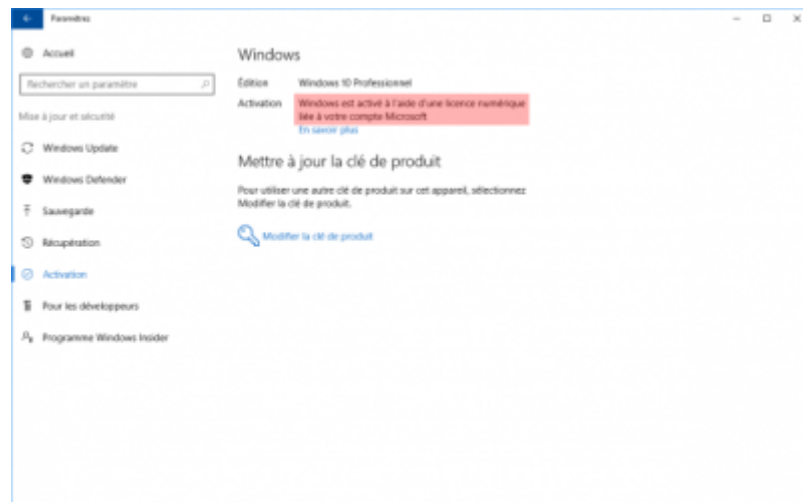 Paramètres
Accueil
Rechercher un paramètre
Mise à jour et sécurité
Windows Update
Windows Defender
Sauvegarde
Récupération
Activation
Pour les développeurs
Programme Windows Insider
Windows
Édition Windows 10 Professionnel
Activation Windows est activé à l'aide d'une licence numérique
liée à votre compte Microsoft
En savoir plus
Mettre à jour la clé de produit
Pour utiliser une autre clé de produit sur cet appareil, sélectionnez
Modifier la clé de produit.
Modifier la clé de produit